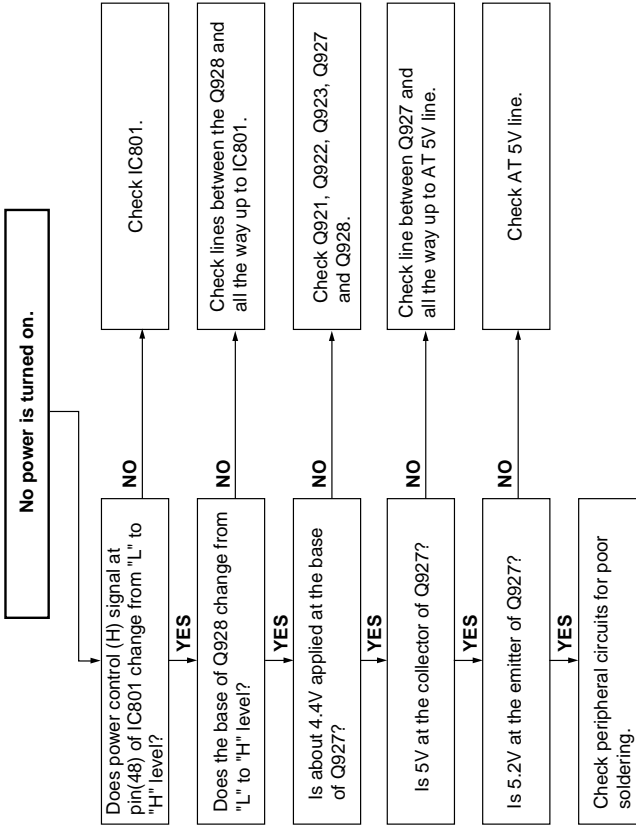 No power is turned on.
Does power control (H) signal at
pin(48) of IC801 change from "L" to
"H" level?
NO
Check IC801.
YES
Does the base of Q928 change from
"L" to "H" level?
NO
Check lines between the Q928 and
all the way up to IC801.
YES
Is about 4.4V applied at the base
of Q927?
NO
Check Q921, Q922, Q923, Q927
and Q928.
YES
Is 5V at the collector of Q927?
NO
Check line between Q927 and
all the way up to AT 5V line.
YES
Is 5.2V at the emitter of Q927?
NO
Check AT 5V line.
YES
Check peripheral circuits for poor
soldering.